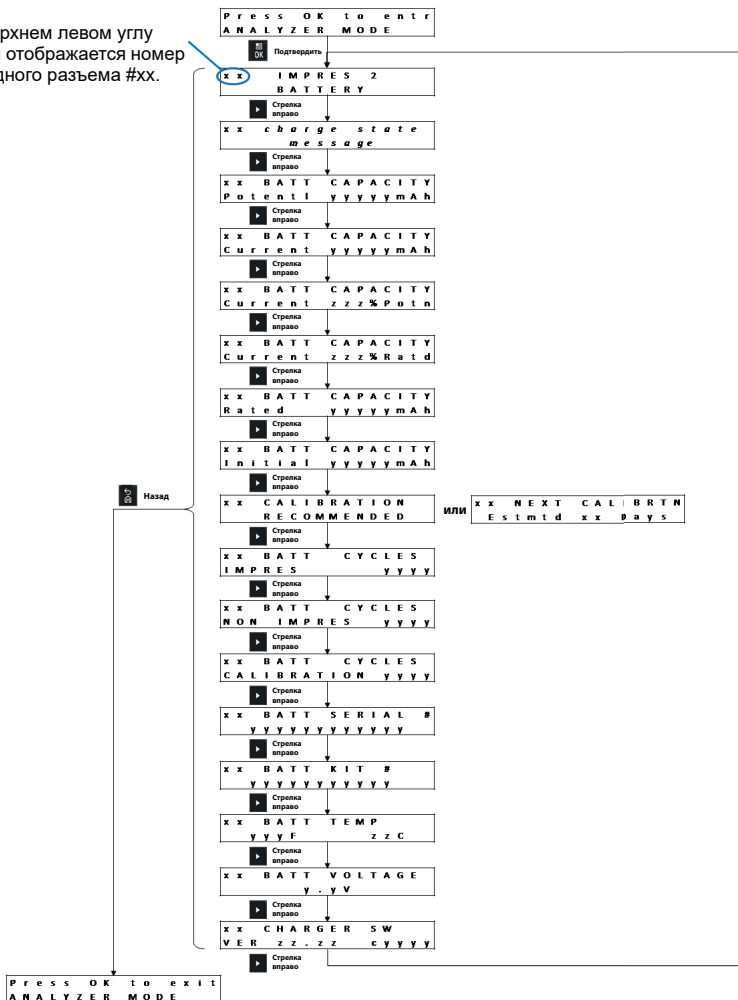 рхнем левом углу
отображается номер
дного разъема #xx.
Press OK to entr
ANALYZER MODE
OK Подтвердить
xx IMPRES 2
BATTERY
Стрелка
вправо
xx charge state
message
Стрелка
вправо
xx BATT CAPACITY
Potentl yyyyymAh
Стрелка
вправо
xx BATT CAPACITY
Current yyyyymAh
Стрелка
вправо
xx BATT CAPACITY
Current zzz%Potn
Стрелка
вправо
xx BATT CAPACITY
Current zzz%Ratd
Стрелка
вправо
xx BATT CAPACITY
Rated yyyyymAh
Стрелка
вправо
xx BATT CAPACITY
Initial yyyyymAh
Стрелка
вправо
Назад
xx CALIBRATION
RECOMMENDED
или
xx NEXT CALIBRTN
Estmtd xx Days
Стрелка
вправо
xx BATT CYCLES
IMPRES yyyy
Стрелка
вправо
xx BATT CYCLES
NON IMPRES yyyy
Стрелка
вправо
xx BATT CYCLES
CALIBRATION yyyy
Стрелка
вправо
xx BATT SERIAL #
yyyyyyyyyyyy
Стрелка
вправо
xx BATT KIT #
yyyyyyyyyyy
Стрелка
вправо
xx BATT TEMP
yyyF zzC
Стрелка
вправо
xx BATT VOLTAGE
y.yV
Стрелка
вправо
xx CHARGER SW
VER zz.zz cyyyy
Стрелка
вправо
Press OK to exit
ANALYZER MODE